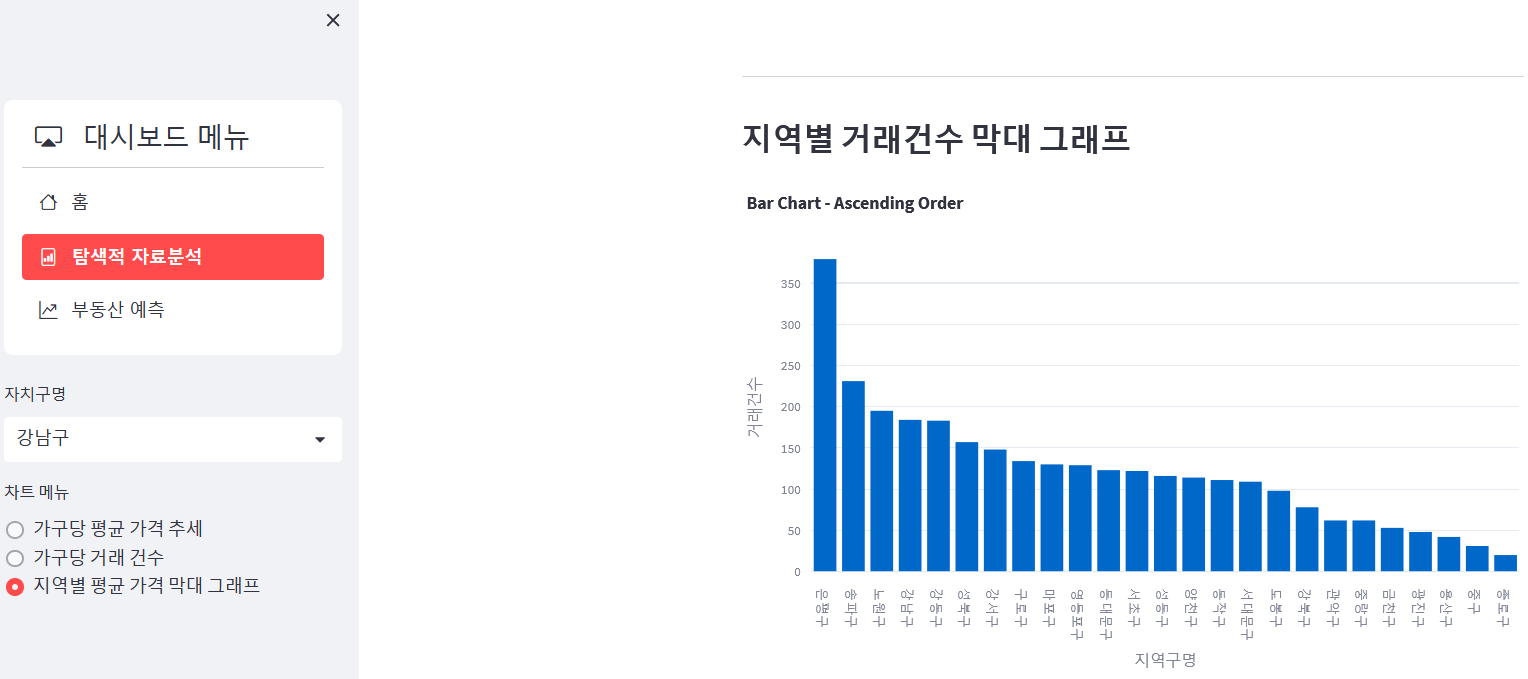 대시보드 메뉴
홈
탐색적 자료분석
부동산 예측
자치구명
강남구
차트 메뉴
가구당 평균 가격 추세
가구당 거래 건수
지역별 평균 가격 막대 그래프
지역별 거래건수 막대 그래프
Bar Chart - Ascending Order
거래건수
350
300
250
200
150
100
50
0
은평구
송파구
노원구
강남구
강동구
성북구
강서구
구로구
마포구
영등포구
동대문구
서초구
성동구
양천구
동작구
서대문구
도봉구
강북구
관악구
중랑구
금천구
광진구
용산구
중구
종로구
지역구명